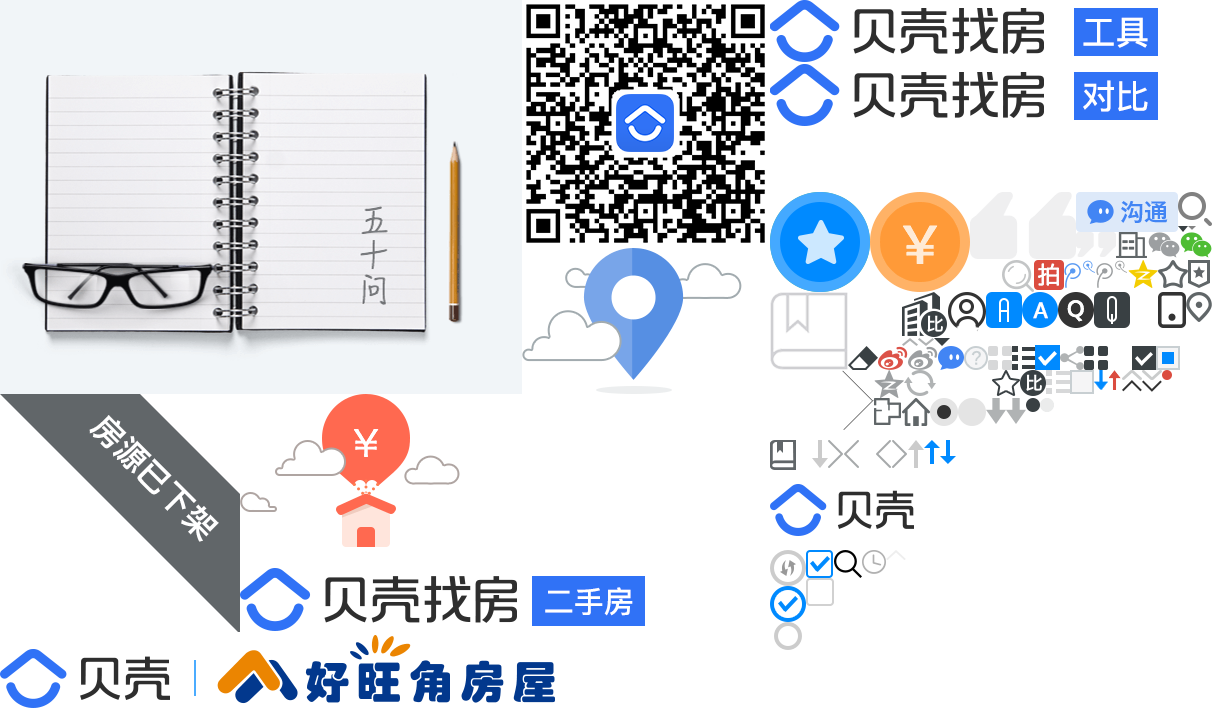 贝壳找房 工具
贝壳找房 对比
五十问
沟通
拍
比
A A Q
比
房源已下架
¥
¥
贝壳
贝壳找房 二手房
贝壳 | 好旺角房屋